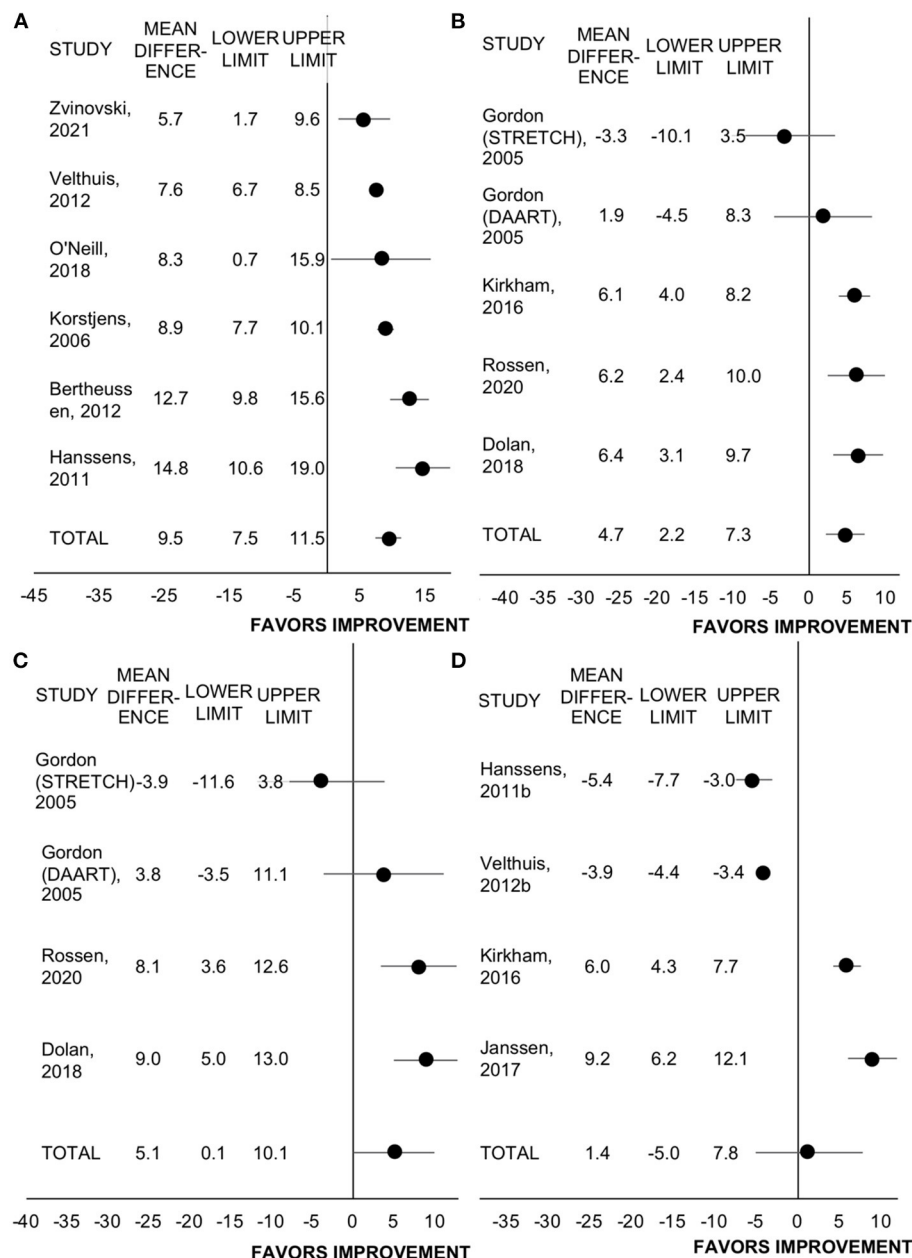 A
STUDY MEAN DIFFER- ENCE LOWER LIMIT UPPER LIMIT
Zvinovski, 2021 5.7 1.7 9.6
Velthuis, 2012 7.6 6.7 8.5
O'Neill, 2018 8.3 0.7 15.9
Korstjens, 2006 8.9 7.7 10.1
Bertheuss en, 2012 12.7 9.8 15.6
Hanssens, 2011 14.8 10.6 19.0
TOTAL 9.5 7.5 11.5
-45 -35 -25 -15 -5 5 15
FAVORS IMPROVEMENT
B
STUDY MEAN DIFFER- ENCE LOWER LIMIT UPPER LIMIT
Gordon (STRETCH), 2005 -3.3 -10.1 3.5
Gordon (DAART), 2005 1.9 -4.5 8.3
Kirkham, 2016 6.1 4.0 8.2
Rossen, 2020 6.2 2.4 10.0
Dolan, 2018 6.4 3.1 9.7
TOTAL 4.7 2.2 7.3
-40 -35 -30 -25 -20 -15 -10 -5 0 5 10
FAVORS IMPROVEMENT
C
STUDY MEAN DIFFER- ENCE LOWER LIMIT UPPER LIMIT
Gordon (STRETCH) 2005 -3.9 -11.6 3.8
Gordon (DAART), 2005 3.8 -3.5 11.1
Rossen, 2020 8.1 3.6 12.6
Dolan, 2018 9.0 5.0 13.0
TOTAL 5.1 0.1 10.1
-40 -35 -30 -25 -20 -15 -10 -5 0 5 10
FAVORS IMPROVEMENT
D
STUDY MEAN DIFFER- ENCE LOWER LIMIT UPPER LIMIT
Hanssens, 2011b -5.4 -7.7 -3.0
Velthuis, 2012b -3.9 -4.4 -3.4
Kirkham, 2016 6.0 4.3 7.7
Janssen, 2017 9.2 6.2 12.1
TOTAL 1.4 -5.0 7.8
-40 -35 -30 -25 -20 -15 -10 -5 0 5 10
FAVORS IMPROVEMENT